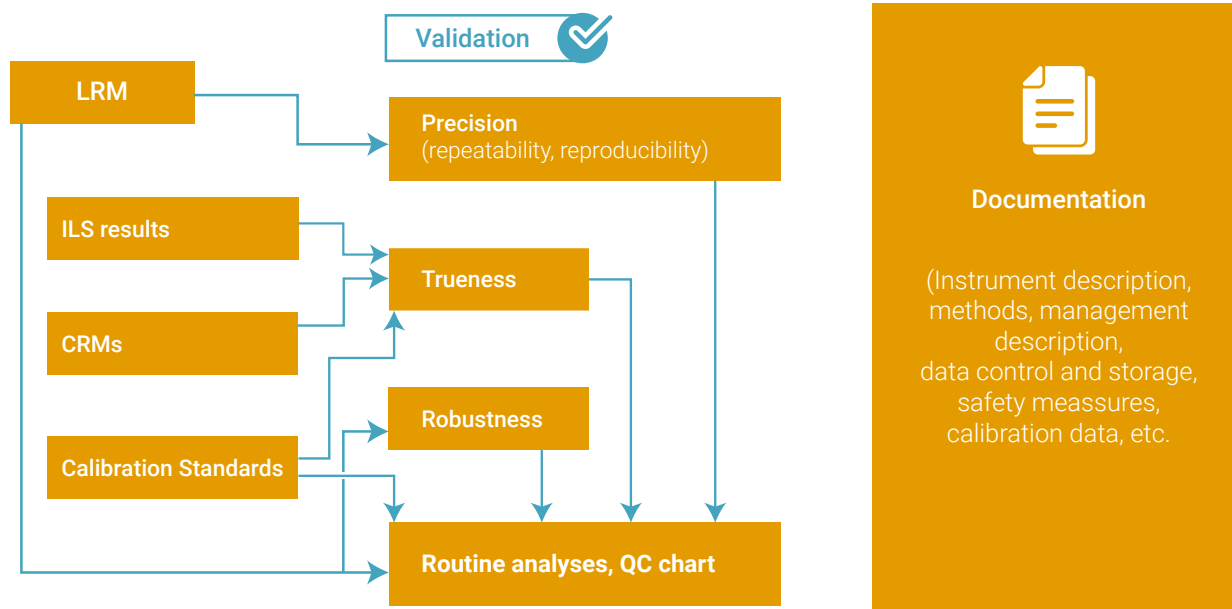 Validation
LRM
Precision
(repeatability, reproducibility)
ILS results
Trueness
CRMs
Robustness
Calibration Standards
Routine analyses, QC chart
Documentation
(Instrument description,
methods, management
description,
data control and storage,
safety meassures,
calibration data, etc.